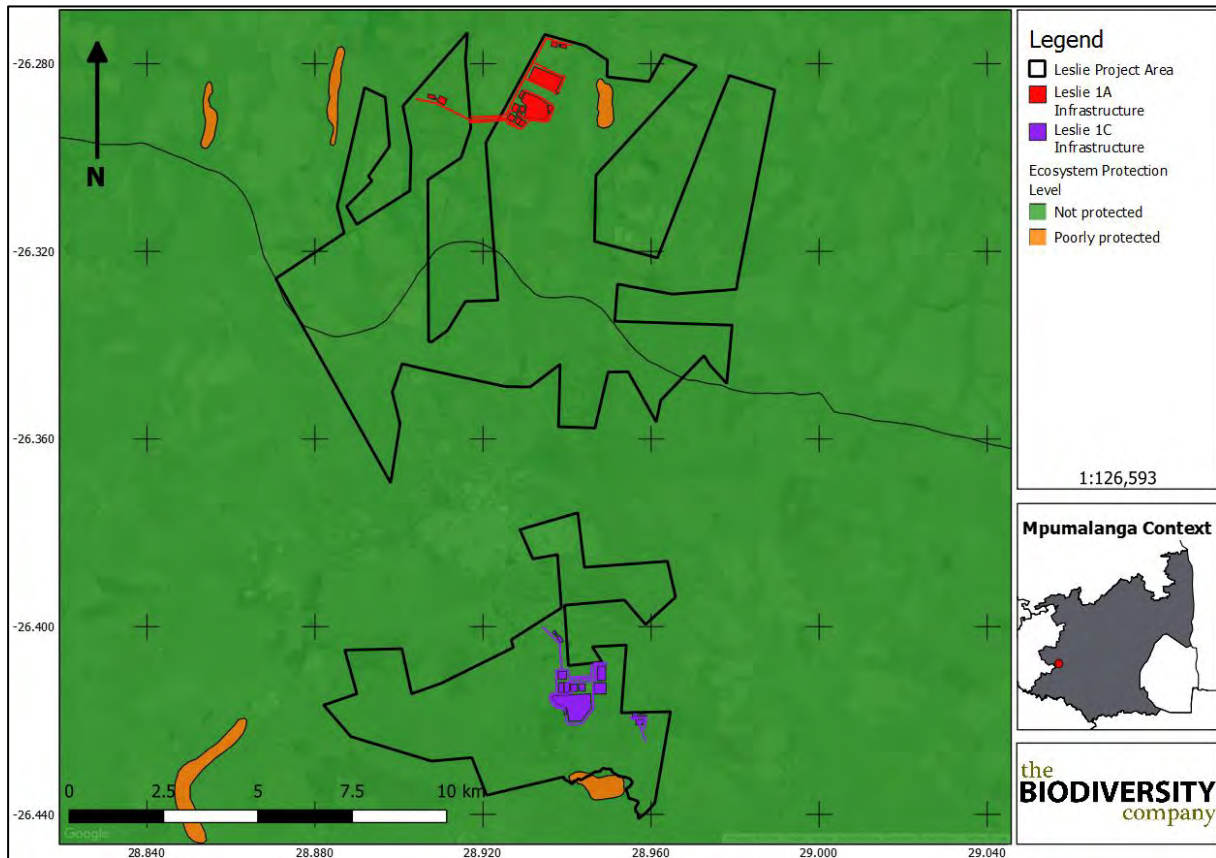 -26.280
-26.320
-26.360
-26.400
-26.440
N
0
2.5
5
7.5
10 km
Google
28.840
28.880
28.920
28.960
29.000
29.040
Legend
Leslie Project Area
Leslie 1A
Infrastructure
Leslie 1C
Infrastructure
Ecosystem Protection
Level
Not protected
Poorly protected
1:126,593
Mpumalanga Context
the
BIODIVERSITY
company